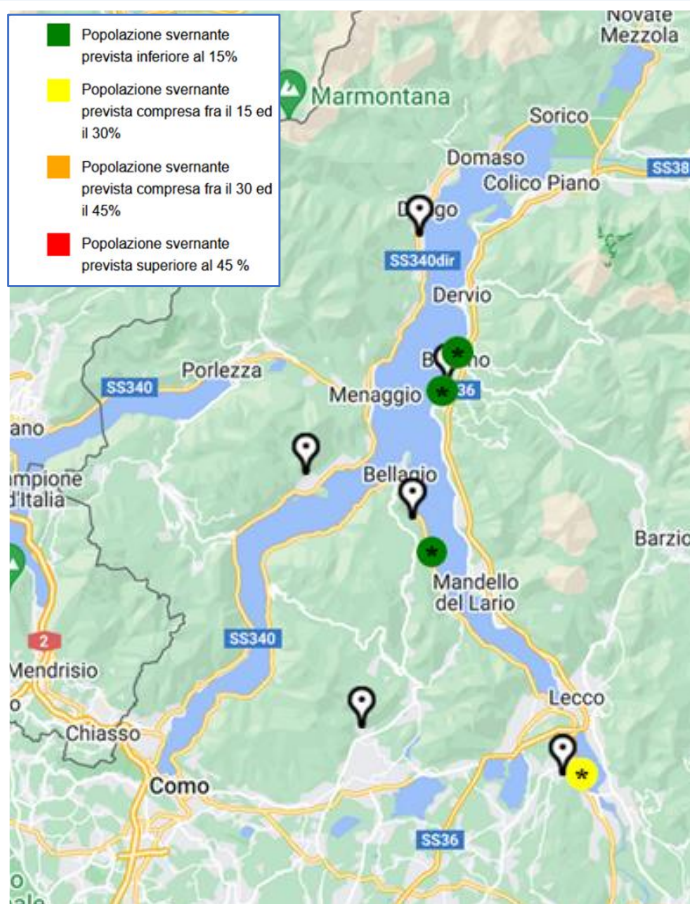 Popolazione svernante
prevista inferiore al 15%
Popolazione svernante
prevista compresa fra il 15 ed
il 30%
Popolazione svernante
prevista compresa fra il 30 ed
il 45%
Popolazione svernante
prevista superiore al 45 %
Novate
Mezzola
Marmontana
Sorico
Domaso
SS38
Colico Piano
SS340dir
Dervio
Porlezza
SS340
Menaggio
36
ano
Bellagio
ampione
d'Italia
Barzio
Mandello
del Lario
SS340
2
Mendrisio
Lecco
Chiasso
Como
SS36